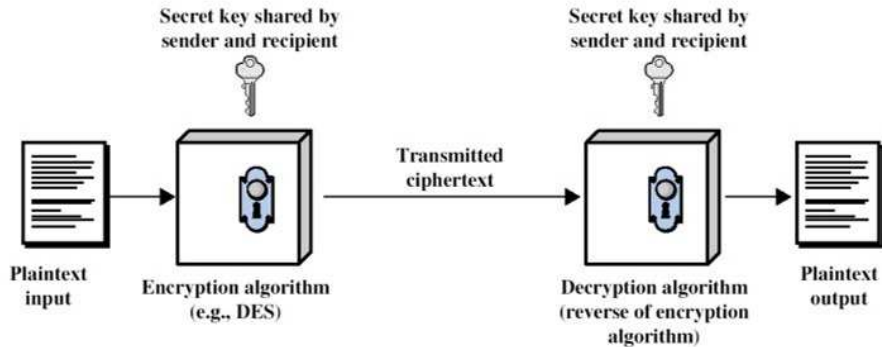 Secret key shared by
sender and recipient
Secret key shared by
sender and recipient
Transmitted
ciphertext
Plaintext
input
Encryption algorithm
(e.g., DES)
Decryption algorithm
(reverse of encryption
algorithm)
Plaintext
output